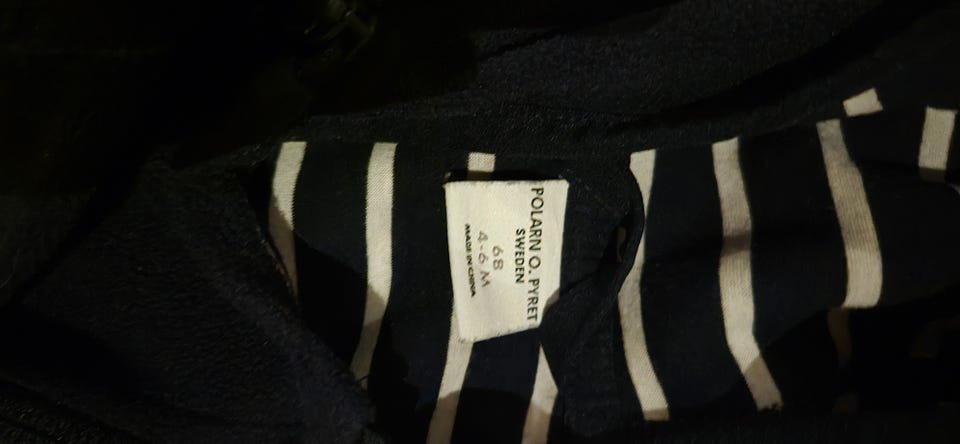 POLARN O. PYRET
SWEDEN
68
4-6 M
MADE IN CHINA